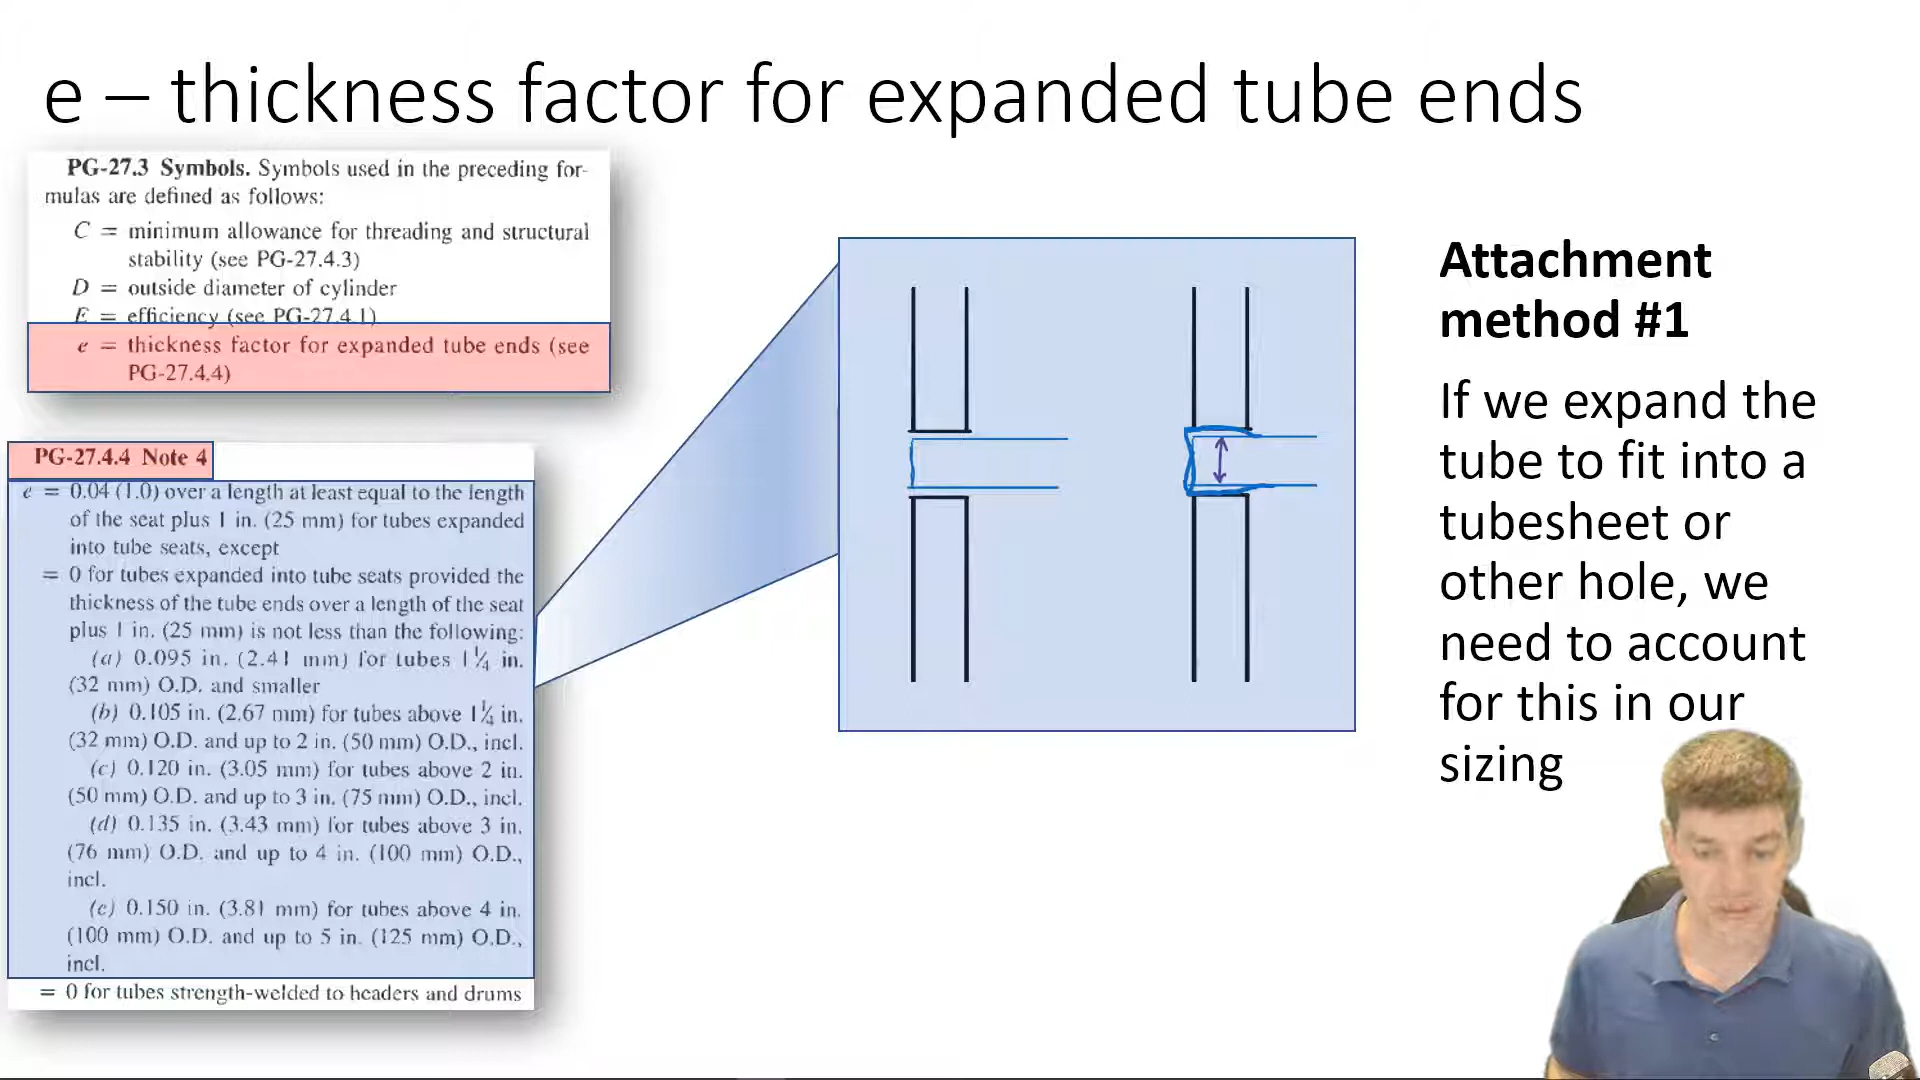 e – thickness factor for expanded tube ends
PG-27.3 Symbols. Symbols used in the preceding for-
mulas are defined as follows:
C = minimum allowance for threading and structural
stability (see PG-27.4.3)
D = outside diameter of cylinder
E = efficiency (see PG-27.4.1)
e = thickness factor for expanded tube ends (see
PG-27.4.4)
PG-27.4.4 Note 4
e = 0.04 (1.0) over a length at least equal to the length
of the seat plus 1 in. (25 mm) for tubes expanded
into tube seats, except
= 0 for tubes expanded into tube seats provided the
thickness of the tube ends over a length of the seat
plus 1 in. (25 mm) is not less than the following:
(a) 0.095 in. (2.41 mm) for tubes 1 1/4 in.
(32 mm) O.D. and smaller
(b) 0.105 in. (2.67 mm) for tubes above 1 1/4 in.
(32 mm) O.D. and up to 2 in. (50 mm) O.D., incl.
(c) 0.120 in. (3.05 mm) for tubes above 2 in.
(50 mm) O.D. and up to 3 in. (75 mm) O.D., incl.
(d) 0.135 in. (3.43 mm) for tubes above 3 in.
(76 mm) O.D. and up to 4 in. (100 mm) O.D.,
incl.
(e) 0.150 in. (3.81 mm) for tubes above 4 in.
(100 mm) O.D. and up to 5 in. (125 mm) O.D.,
incl.
= 0 for tubes strength-welded to headers and drums
Attachment
method #1
If we expand the
tube to fit into a
tubesheet or
other hole, we
need to account
for this in our
sizing